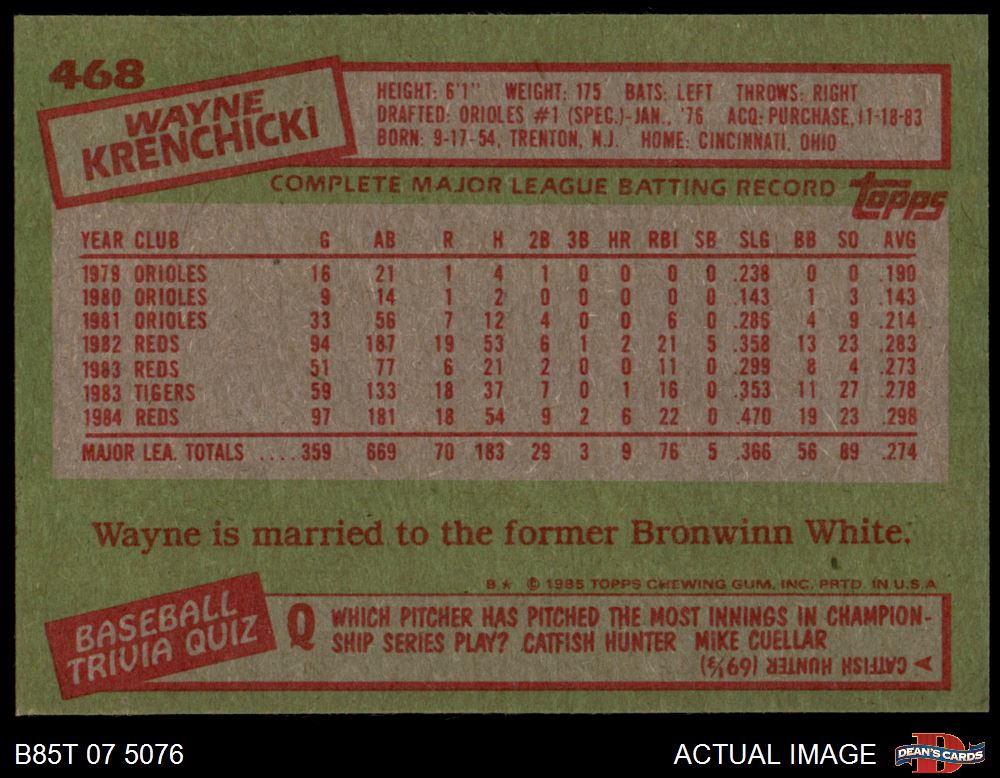 468
WAYNE
KRENCHICKI
HEIGHT: 6'1" WEIGHT: 175 BATS: LEFT THROWS: RIGHT
DRAFTED: ORIOLES #1 (SPEC.)-JAN., '76 ACQ: PURCHASE, 11-18-83
BORN: 9-17-54, TRENTON, N.J. HOME: CINCINNATI, OHIO
COMPLETE MAJOR LEAGUE BATTING RECORD topps
YEAR CLUB G AB R H 2B 3B HR RBI SB SLG BB SO AVG
1979 ORIOLES 16 21 1 4 1 0 0 0 0 .238 0 0 .190
1980 ORIOLES 9 14 1 2 0 0 0 0 0 .143 1 3 .143
1981 ORIOLES 33 56 7 12 4 0 0 6 0 .286 4 9 .214
1982 REDS 94 187 19 53 6 1 2 21 5 .358 13 23 .283
1983 REDS 51 77 6 21 2 0 0 11 0 .299 8 4 .273
1983 TIGERS 59 133 18 37 7 0 1 16 0 .353 11 27 .278
1984 REDS 97 181 18 54 9 2 6 22 0 .470 19 23 .298
MAJOR LEA. TOTALS .... 359 669 70 183 29 3 9 76 5 .366 56 89 .274
Wayne is married to the former Bronwinn White.
B* © 1985 TOPPS CHEWING GUM, INC. PRTD. IN U.S.A.
BASEBALL
TRIVIA QUIZ
Q WHICH PITCHER HAS PITCHED THE MOST INNINGS IN CHAMPION-
SHIP SERIES PLAY? CATFISH HUNTER MIKE CUELLAR
A CATFISH HUNTER (69⅓)
B85T 07 5076
ACTUAL IMAGE
D
DEAN'S CARDS